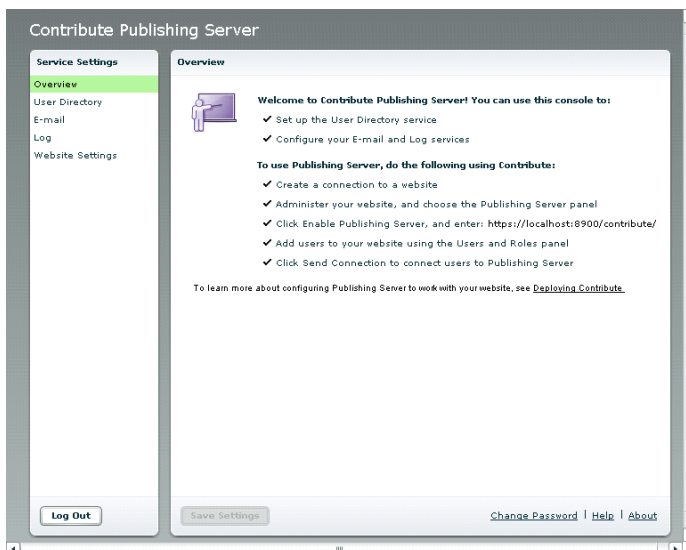 Contribute Publishing Server
Service Settings
Overview
User Directory
E-mail
Log
Website Settings
Log Out
Overview
Welcome to Contribute Publishing Server! You can use this console to:
✔ Set up the User Directory service
✔ Configure your E-mail and Log services
To use Publishing Server, do the following using Contribute:
✔ Create a connection to a website
✔ Administer your website, and choose the Publishing Server panel
✔ Click Enable Publishing Server, and enter: https://localhost:8900/contribute/
✔ Add users to your website using the Users and Roles panel
✔ Click Send Connection to connect users to Publishing Server
To learn more about configuring Publishing Server to work with your website, see Deploying Contribute
Save Settings
Change Password | Help | About